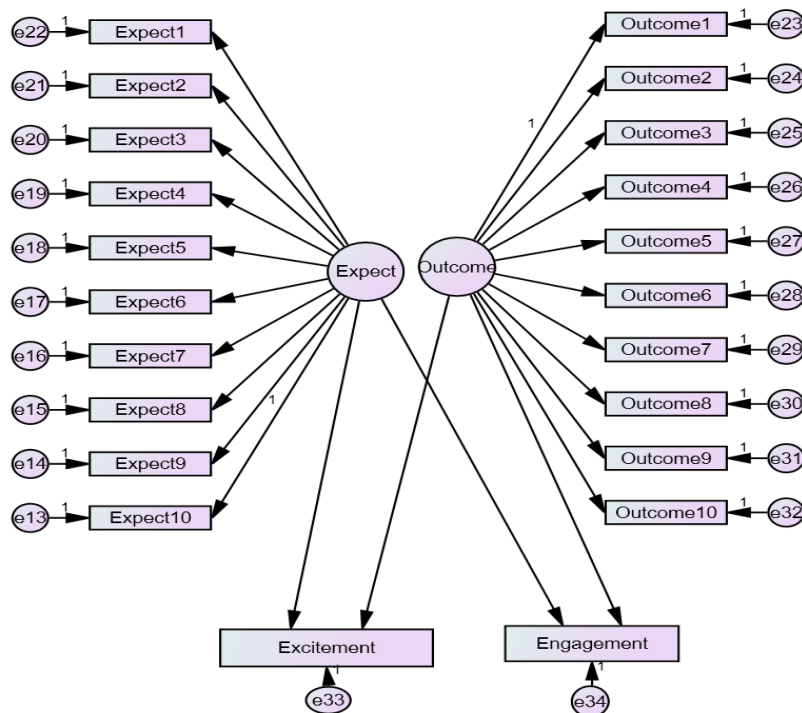 e22 1 Expect1
e21 1 Expect2
e20 1 Expect3
e19 1 Expect4
e18 1 Expect5
e17 1 Expect6
e16 1 Expect7
e15 1 Expect8
e14 1 Expect9
e13 1 Expect10
Expect
1
Outcome
1
Outcome1 1 e23
Outcome2 1 e24
Outcome3 1 e25
Outcome4 1 e26
Outcome5 1 e27
Outcome6 1 e28
Outcome7 1 e29
Outcome8 1 e30
Outcome9 1 e31
Outcome10 1 e32
Excitement
1
e33
Engagement
1
e34